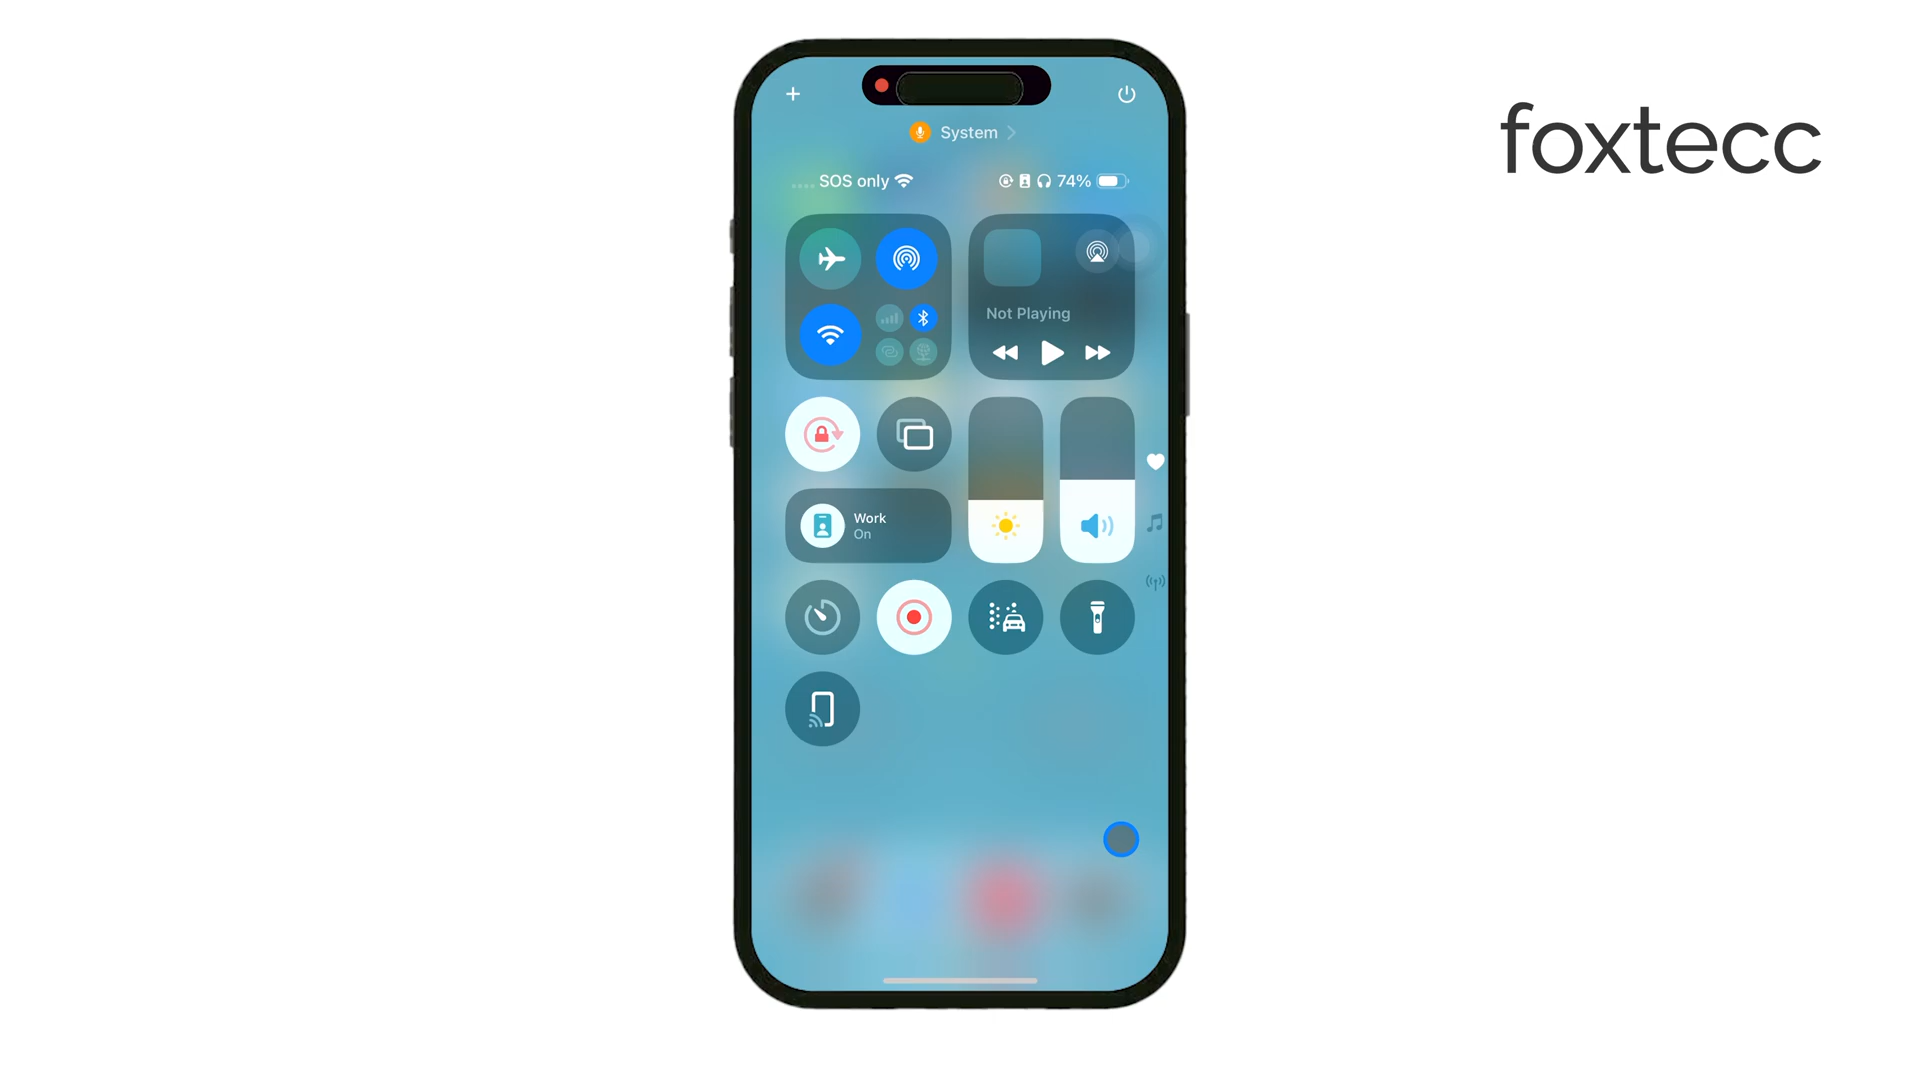 foxtecc
System
SOS only 74%
Not Playing
Work
On